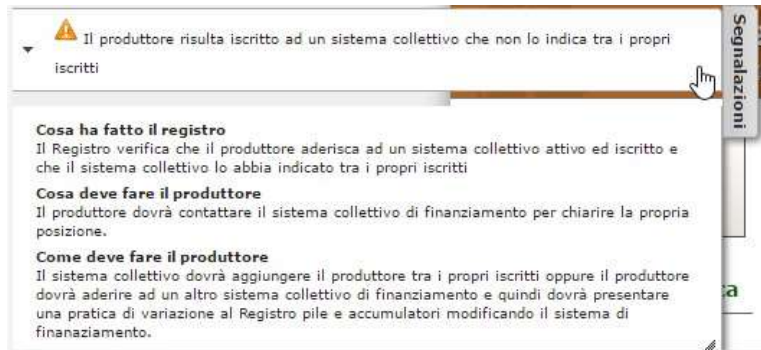 Il produttore risulta iscritto ad un sistema collettivo che non lo indica tra i propri
iscritti
Segnalazioni
Cosa ha fatto il registro
Il Registro verifica che il produttore aderisca ad un sistema collettivo attivo ed iscritto e
che il sistema collettivo lo abbia indicato tra i propri iscritti
Cosa deve fare il produttore
Il produttore dovrà contattare il sistema collettivo di finanziamento per chiarire la propria
posizione.
Come deve fare il produttore
Il sistema collettivo dovrà aggiungere il produttore tra i propri iscritti oppure il produttore
dovrà aderire ad un altro sistema collettivo di finanziamento e quindi dovrà presentare
una pratica di variazione al Registro pile e accumulatori modificando il sistema di
finanaziamento.